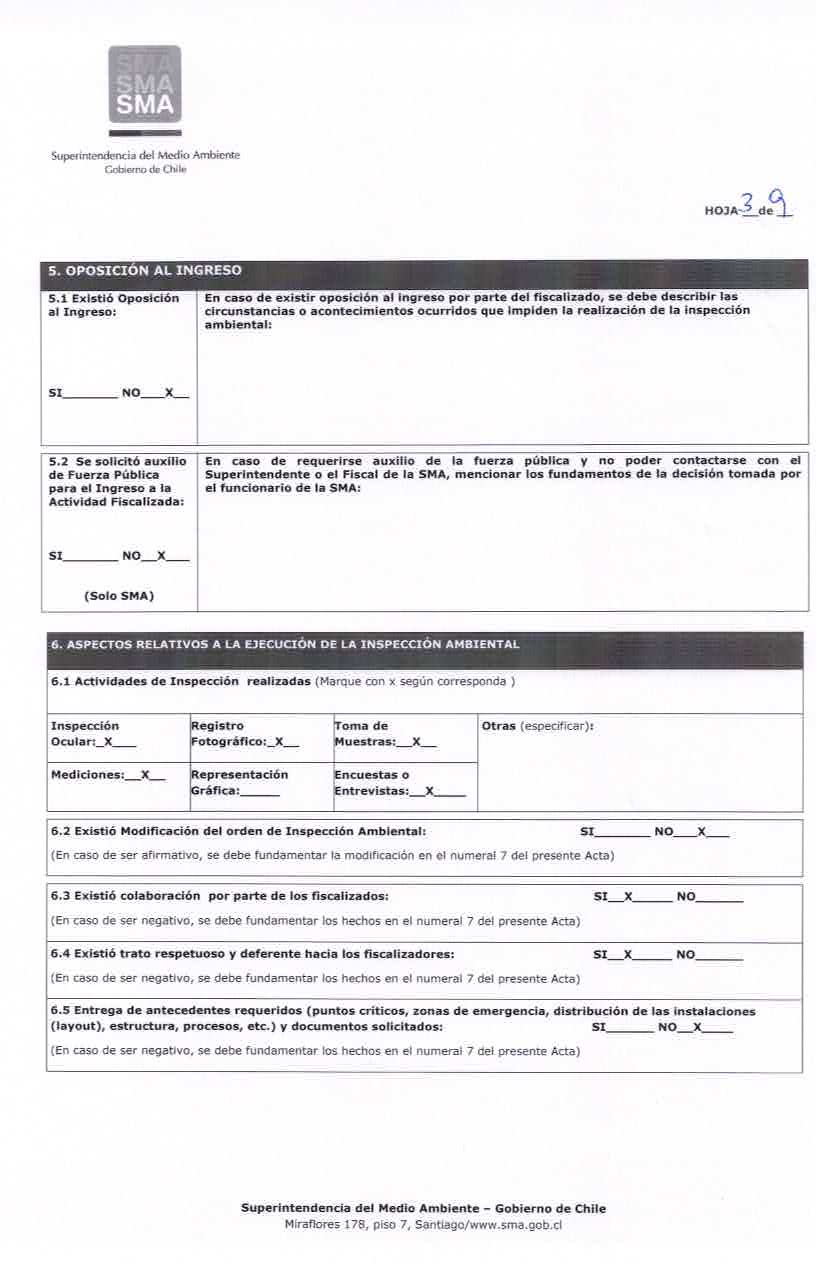 SMA
SMA
SMA
Superintendencia del Medio Ambiente
Gobierno de Chile
HOJA 3 de 9
5. OPOSICIÓN AL INGRESO
5.1 Existió Oposición
al Ingreso:
SI________ NO___X__
En caso de existir oposición al ingreso por parte del fiscalizado, se debe describir las
circunstancias o acontecimientos ocurridos que impiden la realización de la inspección
ambiental:
5.2 Se solicitó auxilio
de Fuerza Pública
para el Ingreso a la
Actividad Fiscalizada:
SI________ NO__X___
(Solo SMA)
En caso de requerirse auxilio de la fuerza pública y no poder contactarse con el
Superintendente o el Fiscal de la SMA, mencionar los fundamentos de la decisión tomada por
el funcionario de la SMA:
6. ASPECTOS RELATIVOS A LA EJECUCIÓN DE LA INSPECCIÓN AMBIENTAL
6.1 Actividades de Inspección realizadas (Marque con x según corresponda )
Inspección
Ocular:_X___
Registro
Fotográfico:_X__
Toma de
Muestras:__X__
Otras (especificar):
Mediciones:__X__
Representación
Gráfica:_____
Encuestas o
Entrevistas:__X____
6.2 Existió Modificación del orden de Inspección Ambiental: SI________ NO___X___
(En caso de ser afirmativo, se debe fundamentar la modificación en el numeral 7 del presente Acta)
6.3 Existió colaboración por parte de los fiscalizados: SI__X_____ NO_______
(En caso de ser negativo, se debe fundamentar los hechos en el numeral 7 del presente Acta)
6.4 Existió trato respetuoso y deferente hacia los fiscalizadores: SI__X_____ NO_______
(En caso de ser negativo, se debe fundamentar los hechos en el numeral 7 del presente Acta)
6.5 Entrega de antecedentes requeridos (puntos críticos, zonas de emergencia, distribución de las instalaciones
(layout), estructura, procesos, etc.) y documentos solicitados: SI_______ NO__X____
(En caso de ser negativo, se debe fundamentar los hechos en el numeral 7 del presente Acta)
Superintendencia del Medio Ambiente – Gobierno de Chile
Miraflores 178, piso 7, Santiago/www.sma.gob.cl